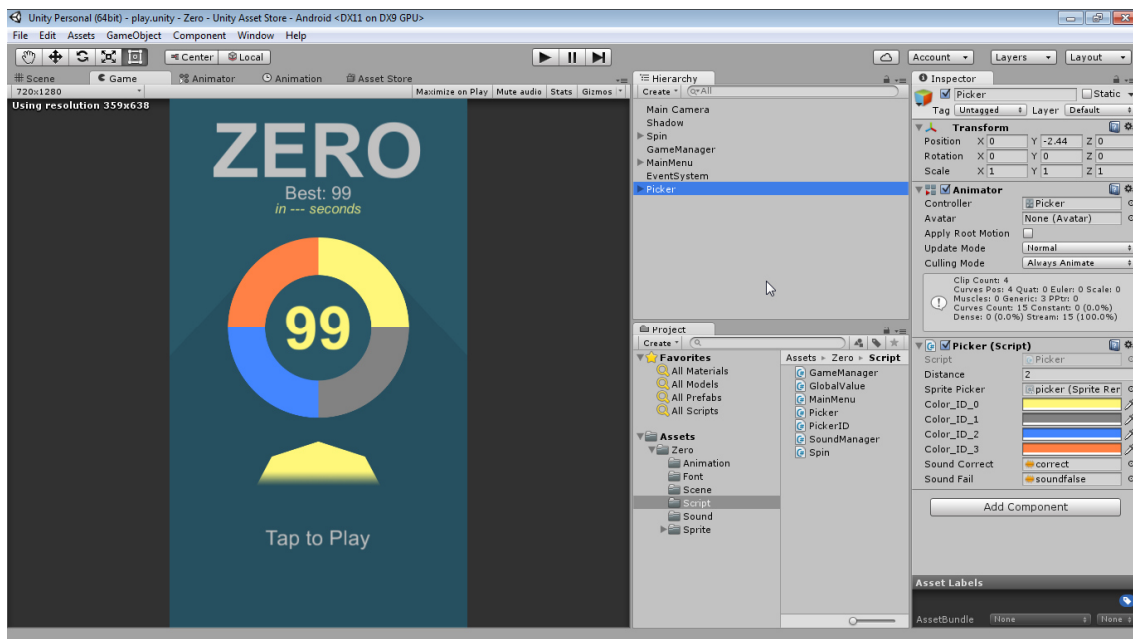 Unity Personal (64bit) - play.unity - Zero - Unity Asset Store - Android <DX11 on DX9 GPU>
File Edit Assets GameObject Component Window Help
Center Local Account Layers Layout
Scene Game Animator Animation Asset Store
720x1280 Maximize on Play Mute audio Stats Gizmos
Using resolution 359x638
ZERO
Best: 99
in --- seconds
99
Tap to Play
Hierarchy
Create All
Main Camera
Shadow
Spin
GameManager
MainMenu
EventSystem
Picker
Project
Create
Favorites
All Materials
All Models
All Prefabs
All Scripts
Assets
Zero
Animation
Font
Scene
Script
Sound
Sprite
Assets Zero Script
GameManager
GlobalValue
MainMenu
Picker
PickerID
SoundManager
Spin
Inspector
Picker Static
Tag Untagged Layer Default
Transform
Position X 0 Y -2.44 Z 0
Rotation X 0 Y 0 Z 0
Scale X 1 Y 1 Z 1
Animator
Controller Picker
Avatar None (Avatar)
Apply Root Motion
Update Mode Normal
Culling Mode Always Animate
Clip Count: 4
Curves Pos: 4 Quat: 0 Euler: 0 Scale: 0
Muscles: 0 Generic: 3 PPtr: 0
Curves Count: 15 Constant: 0 (0.0%)
Dense: 0 (0.0%) Stream: 15 (100.0%)
Picker (Script)
Script Picker
Distance 2
Sprite Picker picker (Sprite Rer
Color_ID_0
Color_ID_1
Color_ID_2
Color_ID_3
Sound Correct correct
Sound Fail soundfalse
Add Component
Asset Labels
AssetBundle None None